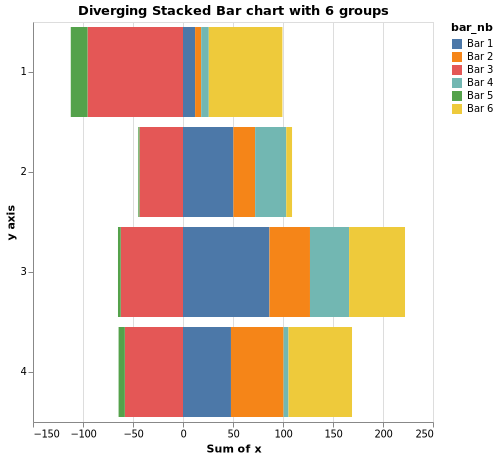 Diverging Stacked Bar chart with 6 groups
bar_nb
Bar 1
Bar 2
Bar 3
Bar 4
Bar 5
Bar 6
y axis
1
2
3
4
−150 −100 −50 0 50 100 150 200 250
Sum of x